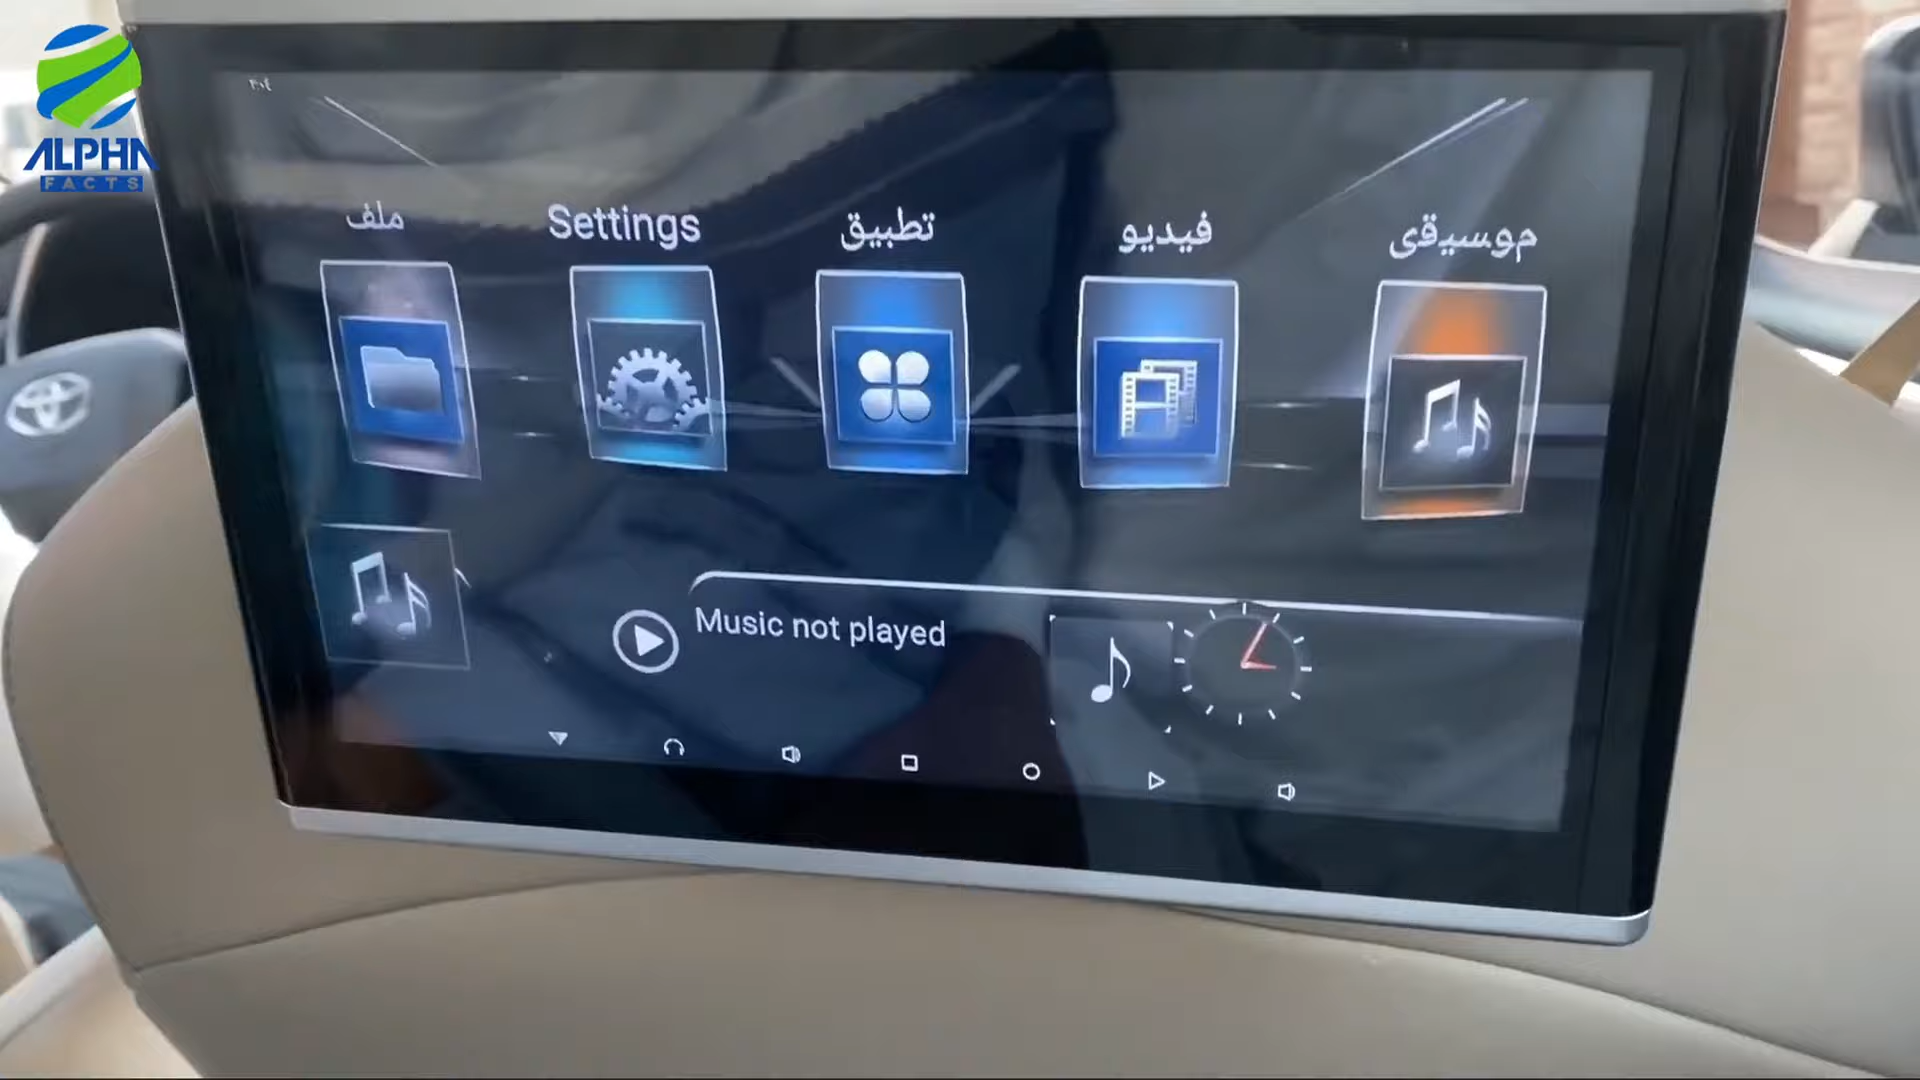 ALPHA
FACTS
ملف
Settings
تطبيق
فيديو
موسيقى
Music not played